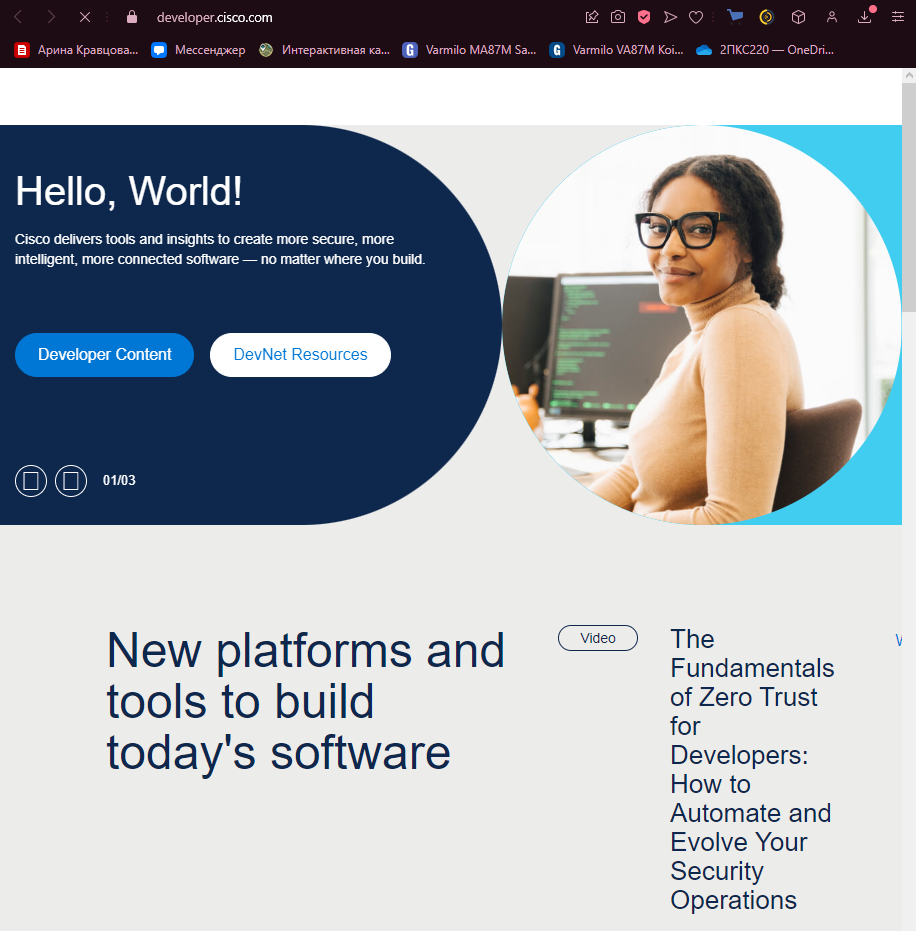 developer.cisco.com
Арина Кравцова...
Мессенджер
Интерактивная ка...
Varmilo MA87M Sa...
Varmilo VA87M Koi...
2ПКС220 — OneDri...
Hello, World!
Cisco delivers tools and insights to create more secure, more
intelligent, more connected software — no matter where you build.
Developer Content
DevNet Resources
01/03
New platforms and
tools to build
today's software
Video
The
Fundamentals
of Zero Trust
for
Developers:
How to
Automate and
Evolve Your
Security
Operations